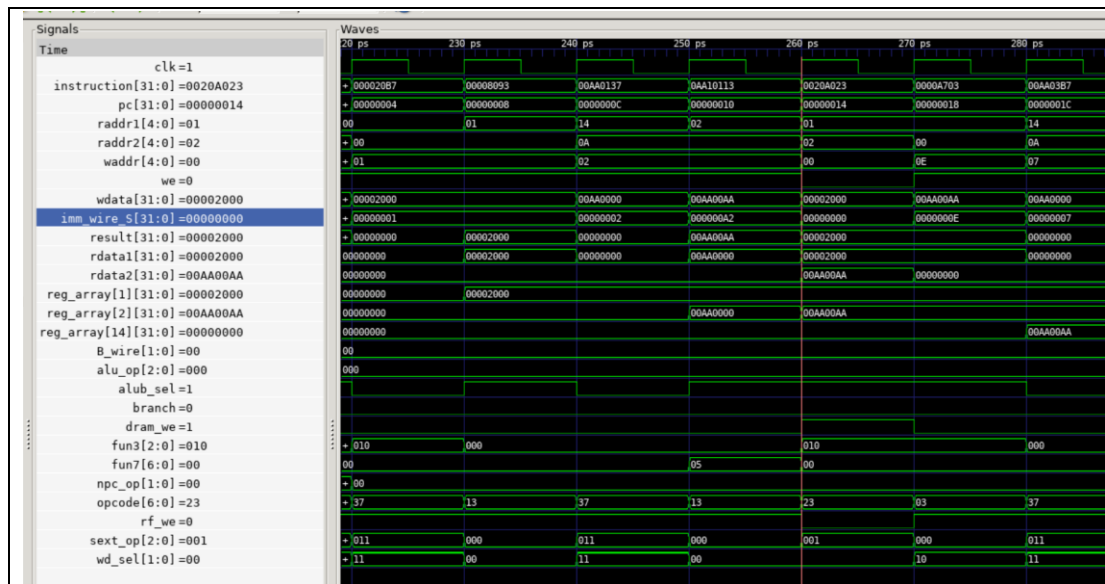 Signals
Waves
Time
20 ps 230 ps 240 ps 250 ps 260 ps 270 ps 280 ps
clk=1
instruction[31:0]=0020A023 + 000020B7 00008093 00AA0137 0AA10113 0020A023 0000A703 00AA03B7
pc[31:0]=00000014 + 00000004 00000008 0000000C 00000010 00000014 00000018 0000001C
raddr1[4:0]=01 00 01 14 02 01 14
raddr2[4:0]=02 + 00 0A 02 00 0A
waddr[4:0]=00 + 01 02 00 0E 07
we=0
wdata[31:0]=00002000 + 00002000 00AA0000 00AA00AA 00002000 00AA00AA 00AA0000
imm_wire_S[31:0]=00000000 + 00000001 00000002 000000A2 00000000 0000000E 00000007
result[31:0]=00002000 + 00000000 00002000 00000000 00AA00AA 00002000 00000000
rdata1[31:0]=00002000 00000000 00002000 00000000 00AA0000 00002000 00000000
rdata2[31:0]=00AA00AA 00000000 00AA00AA 00000000
reg_array[1][31:0]=00002000 00000000 00002000
reg_array[2][31:0]=00AA00AA 00000000 00AA0000 00AA00AA
reg_array[14][31:0]=00000000 00000000 00AA00AA
B_wire[1:0]=00 00
alu_op[2:0]=000 000
alub_sel=1
branch=0
dram_we=1
fun3[2:0]=010 + 010 000 010 000
fun7[6:0]=00 00 05 00
npc_op[1:0]=00 + 00
opcode[6:0]=23 + 37 13 37 13 23 03 37
rf_we=0
sext_op[2:0]=001 + 011 000 011 000 001 000 011
wd_sel[1:0]=00 + 11 00 11 00 10 11